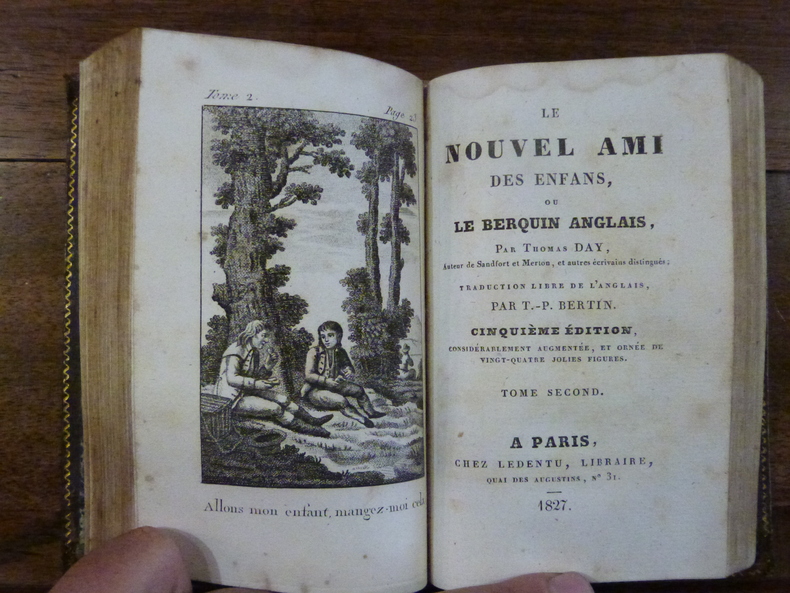 Tome 2.
Page 23
Allons mon enfant, mangez-moi cela
LE
NOUVEL AMI
DES ENFANS,
OU
LE BERQUIN ANGLAIS,
PAR THOMAS DAY,
Auteur de Sandfort et Merton, et autres écrivains distingués;
TRADUCTION LIBRE DE L'ANGLAIS,
PAR T.-P. BERTIN.
CINQUIÈME ÉDITION,
CONSIDÉRABLEMENT AUGMENTÉE, ET ORNÉE DE
VINGT-QUATRE JOLIES FIGURES.
TOME SECOND.
A PARIS,
CHEZ LEDENTU, LIBRAIRE,
QUAI DES AUGUSTINS, N° 31.
1827.